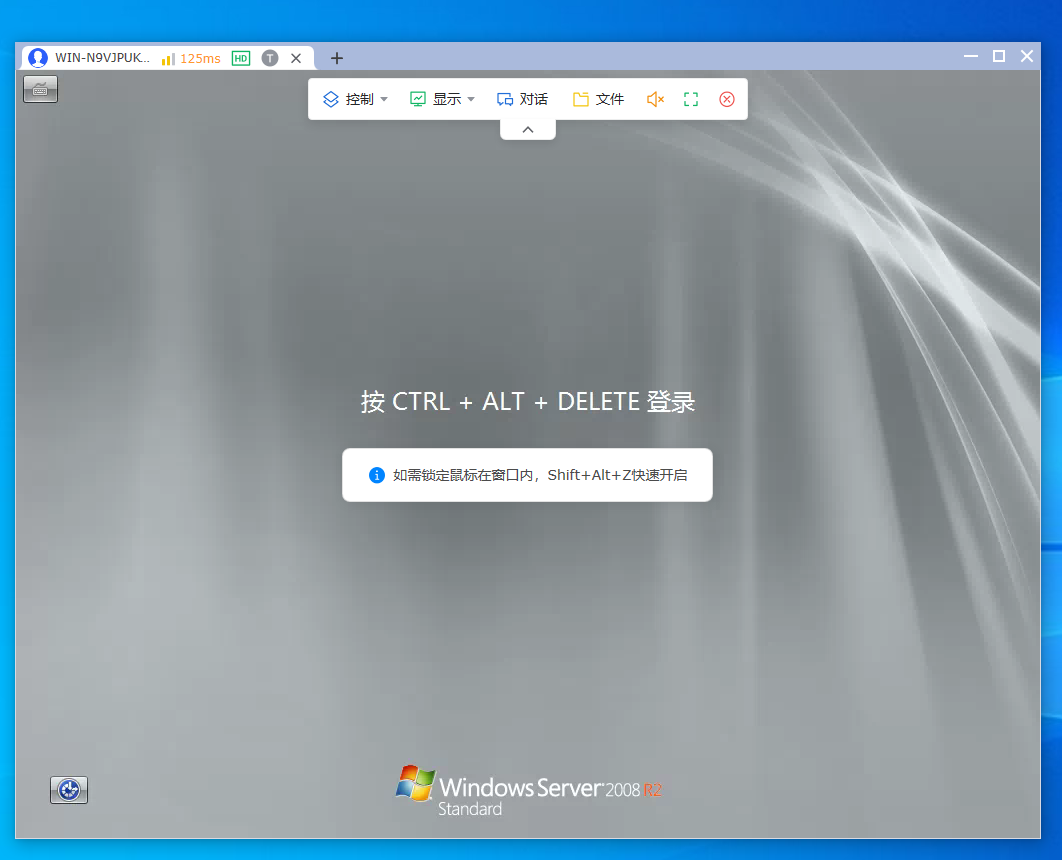 WIN-N9VJPUK... 125ms HD T
控制 显示 对话 文件
按 CTRL + ALT + DELETE 登录
如需锁定鼠标在窗口内，Shift+Alt+Z快速开启
Windows Server 2008 R2
Standard